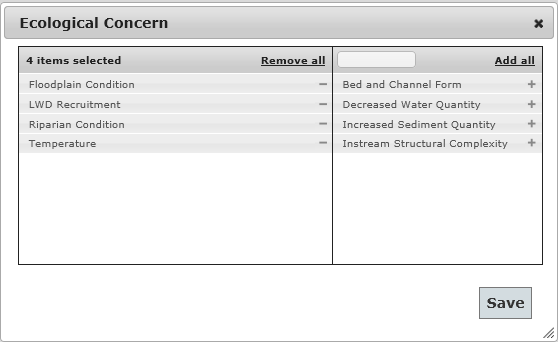 Ecological Concern
4 items selected
Remove all
Add all
Floodplain Condition
LWD Recruitment
Riparian Condition
Temperature
Bed and Channel Form
Decreased Water Quantity
Increased Sediment Quantity
Instream Structural Complexity
Save